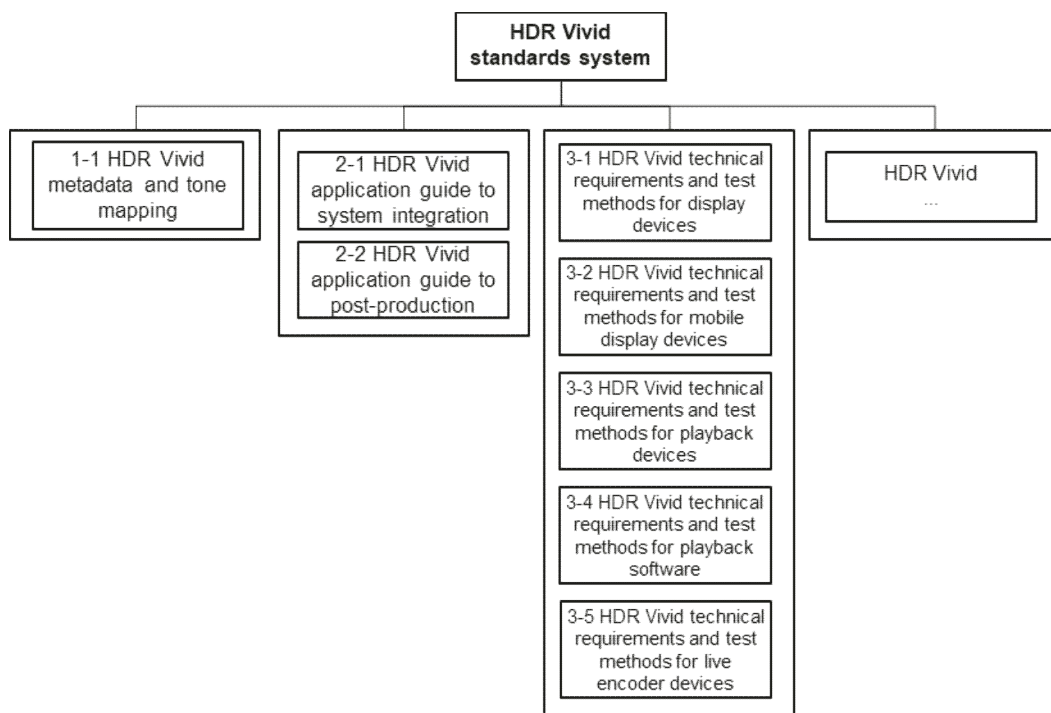 HDR Vivid
standards system
1-1 HDR Vivid
metadata and tone
mapping
2-1 HDR Vivid
application guide to
system integration
2-2 HDR Vivid
application guide to
post-production
3-1 HDR Vivid technical
requirements and test
methods for display
devices
3-2 HDR Vivid technical
requirements and test
methods for mobile
display devices
3-3 HDR Vivid technical
requirements and test
methods for playback
devices
3-4 HDR Vivid technical
requirements and test
methods for playback
software
3-5 HDR Vivid technical
requirements and test
methods for live
encoder devices
HDR Vivid
...